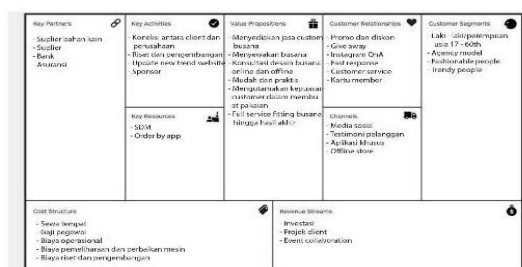 Key Partners
- Suplier bahan kain
- Suplier
- Bank
- Asuransi
Key Activities
- Koneksi antara client dan
perusahaan
- Riset dan pengembangan
- Update new trend website
- Sponsor
Key Resources
- SDM
- Order by app
Value Propositions
- Menyediakan jasa custom
busana
- Menyewakan busana
- Konsultasi desain busana
online dan offline
- Mudah dan praktis
- Mengutamakan kepuasan
customer dalam membu
at pakaian
- Full service fitting busana
hingga hasil akhir
Customer Relationships
- Promo dan diskon
- Give away
- Instagram QnA
- Fast response
- Customer service
- Kartu member
Channels
- Media sosial
- Testimoni pelanggan
- Aplikasi khusus
- Offline store
Customer Segments
- Laki - laki/perempuan
usia 17 - 60th
- Agency model
- Fashionable people
- Trendy people
Cost Structure
- Sewa tempat
- Gaji pegawai
- Biaya operasional
- Biaya pemeliharaan dan perbaikan mesin
- Biaya riset dan pengembangan
Revenue Streams
- Investasi
- Projek client
- Event collaboration